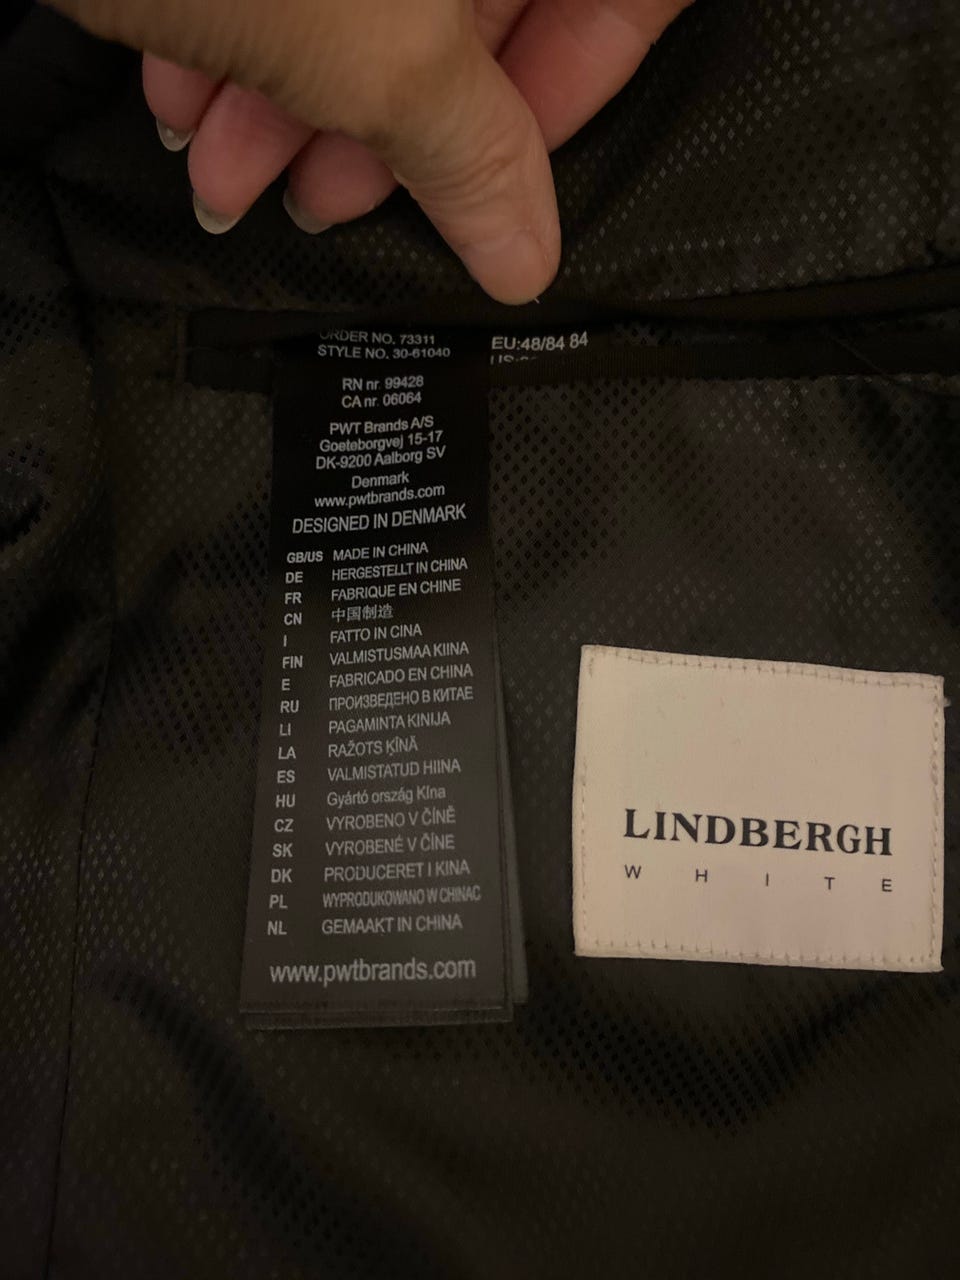 ORDER NO. 73311
STYLE NO. 30-61040
EU:48/84 84
RN nr. 99428
CA nr. 06064
PWT Brands A/S
Goeteborgvej 15-17
DK-9200 Aalborg SV
Denmark
www.pwtbrands.com
DESIGNED IN DENMARK
GB/US MADE IN CHINA
DE HERGESTELLT IN CHINA
FR FABRIQUE EN CHINE
CN 中国制造
I FATTO IN CINA
FIN VALMISTUSMAA KIINA
E FABRICADO EN CHINA
RU ПРОИЗВЕДЕНО В КИТАЕ
LI PAGAMINTA KINIJA
LA RAŽOTS ĶĪNĀ
ES VALMISTATUD HIINA
HU Gyártó ország KIna
CZ VYROBENO V ČÍNĚ
SK VYROBENÉ V ČÍNE
DK PRODUCERET I KINA
PL WYPRODUKOWANO W CHINAC
NL GEMAAKT IN CHINA
www.pwtbrands.com
LINDBERGH
WHITE